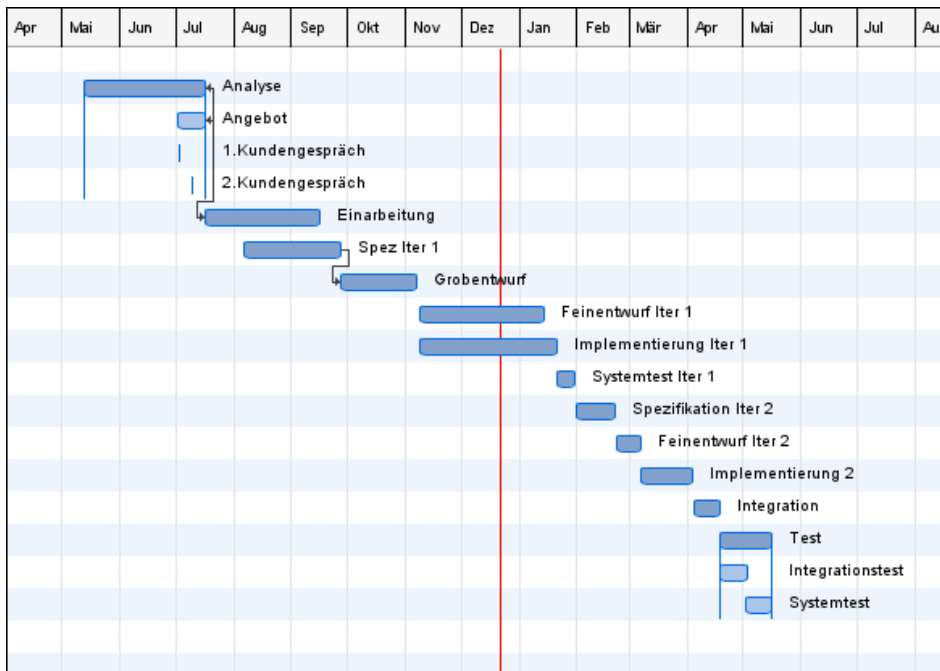 Apr Mai Jun Jul Aug Sep Okt Nov Dez Jan Feb Mär Apr Mai Jun Jul Au
Analyse
Angebot
1.Kundengespräch
2.Kundengespräch
Einarbeitung
Spez Iter 1
Grobentwurf
Feinentwurf Iter 1
Implementierung Iter 1
Systemtest Iter 1
Spezifikation Iter 2
Feinentwurf Iter 2
Implementierung 2
Integration
Test
Integrationstest
Systemtest